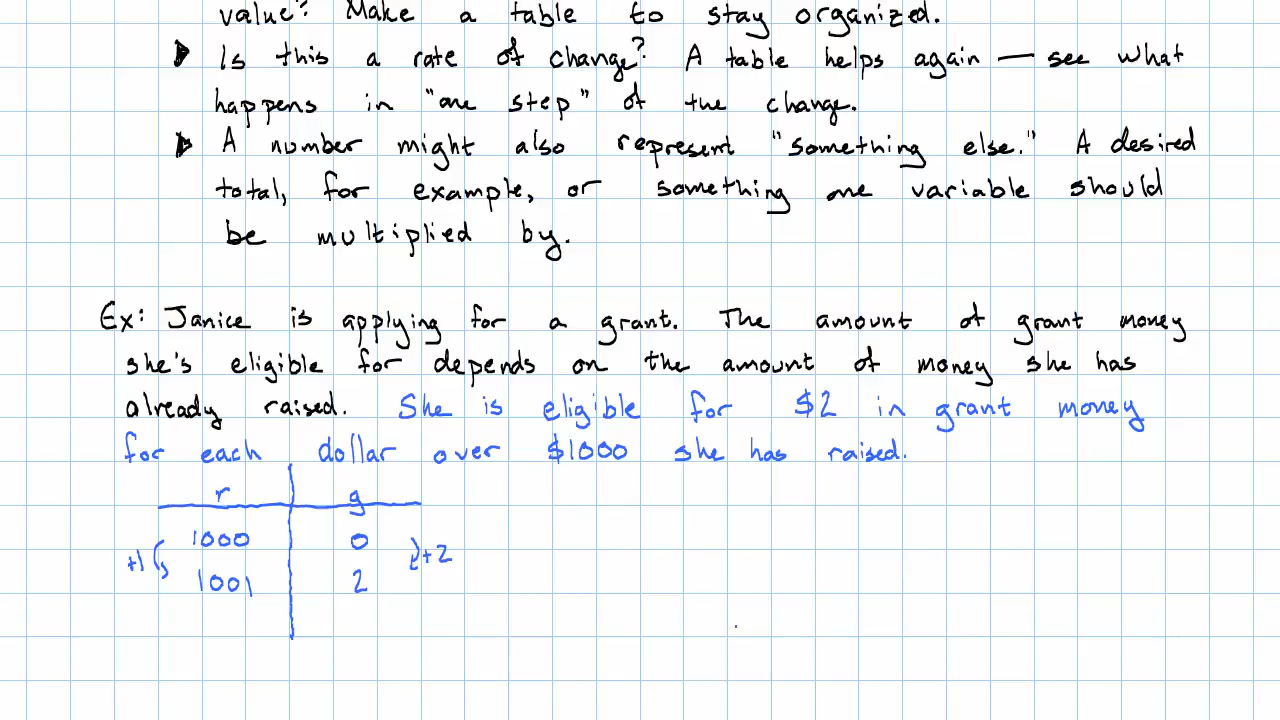 value? Make a table to stay organized.
Is this a rate of change? A table helps again — see what
happens in "one step" of the change.
A number might also represent "something else." A desired
total, for example, or something one variable should
be multiplied by.
Ex: Janice is applying for a grant. The amount of grant money
she's eligible for depends on the amount of money she has
already raised. She is eligible for $2 in grant money
for each dollar over $1000 she has raised.
r g
1000 0
+1 +2
1001 2